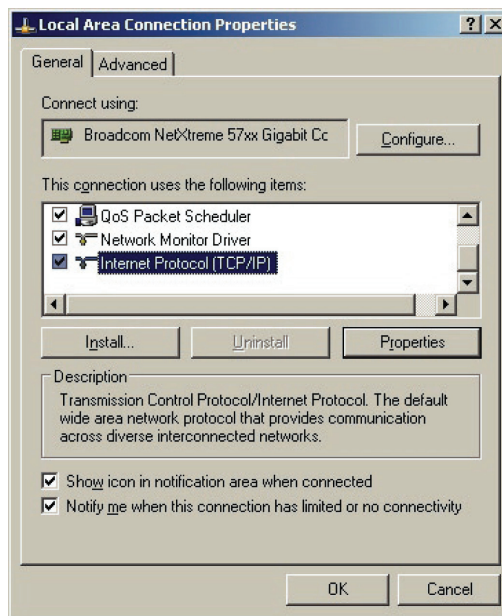 Local Area Connection Properties
General
Advanced
Connect using:
Broadcom NetXtreme 57xx Gigabit Cc
Configure...
This connection uses the following items:
QoS Packet Scheduler
Network Monitor Driver
Internet Protocol (TCP/IP)
Install...
Uninstall
Properties
Description
Transmission Control Protocol/Internet Protocol. The default
wide area network protocol that provides communication
across diverse interconnected networks.
Show icon in notification area when connected
Notify me when this connection has limited or no connectivity
OK
Cancel